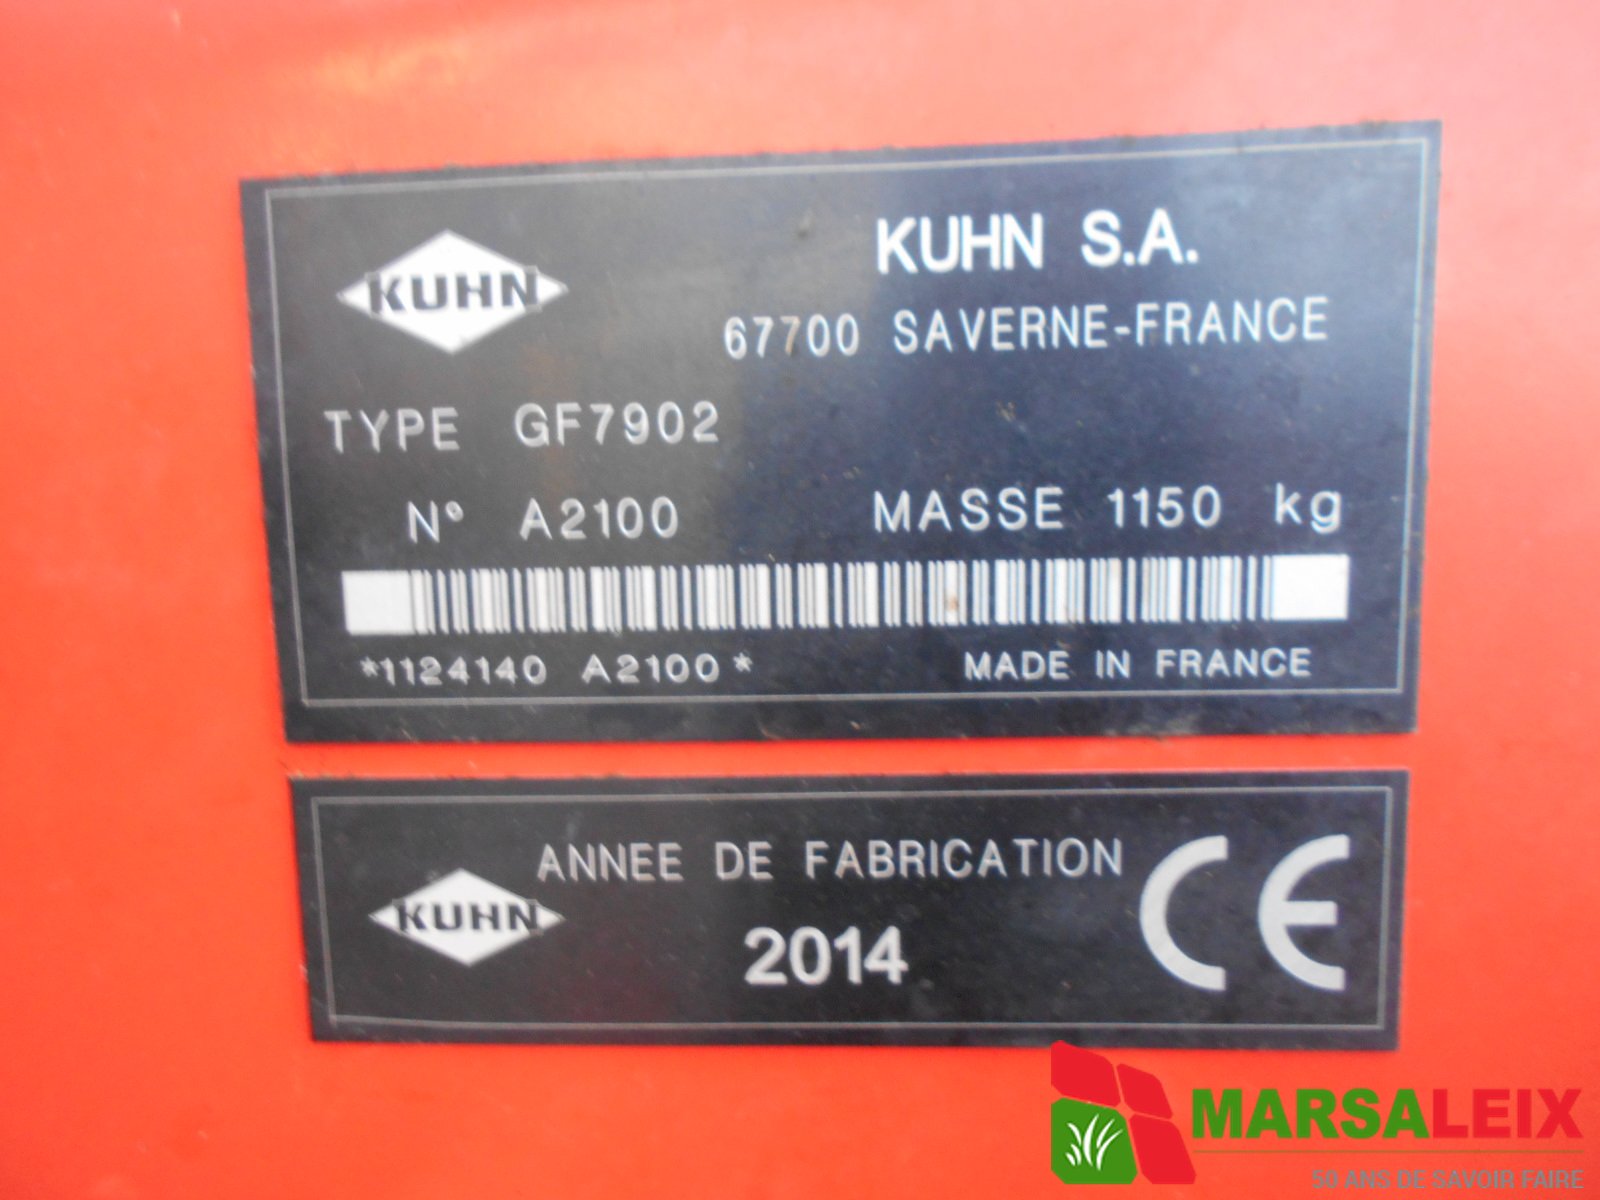 KUHN
KUHN S.A.
67700 SAVERNE-FRANCE
TYPE GF7902
N° A2100 MASSE 1150 kg
*1124140 A2100* MADE IN FRANCE
KUHN
ANNEE DE FABRICATION
2014
CE
MARSALEIX
50 ANS DE SAVOIR FAIRE